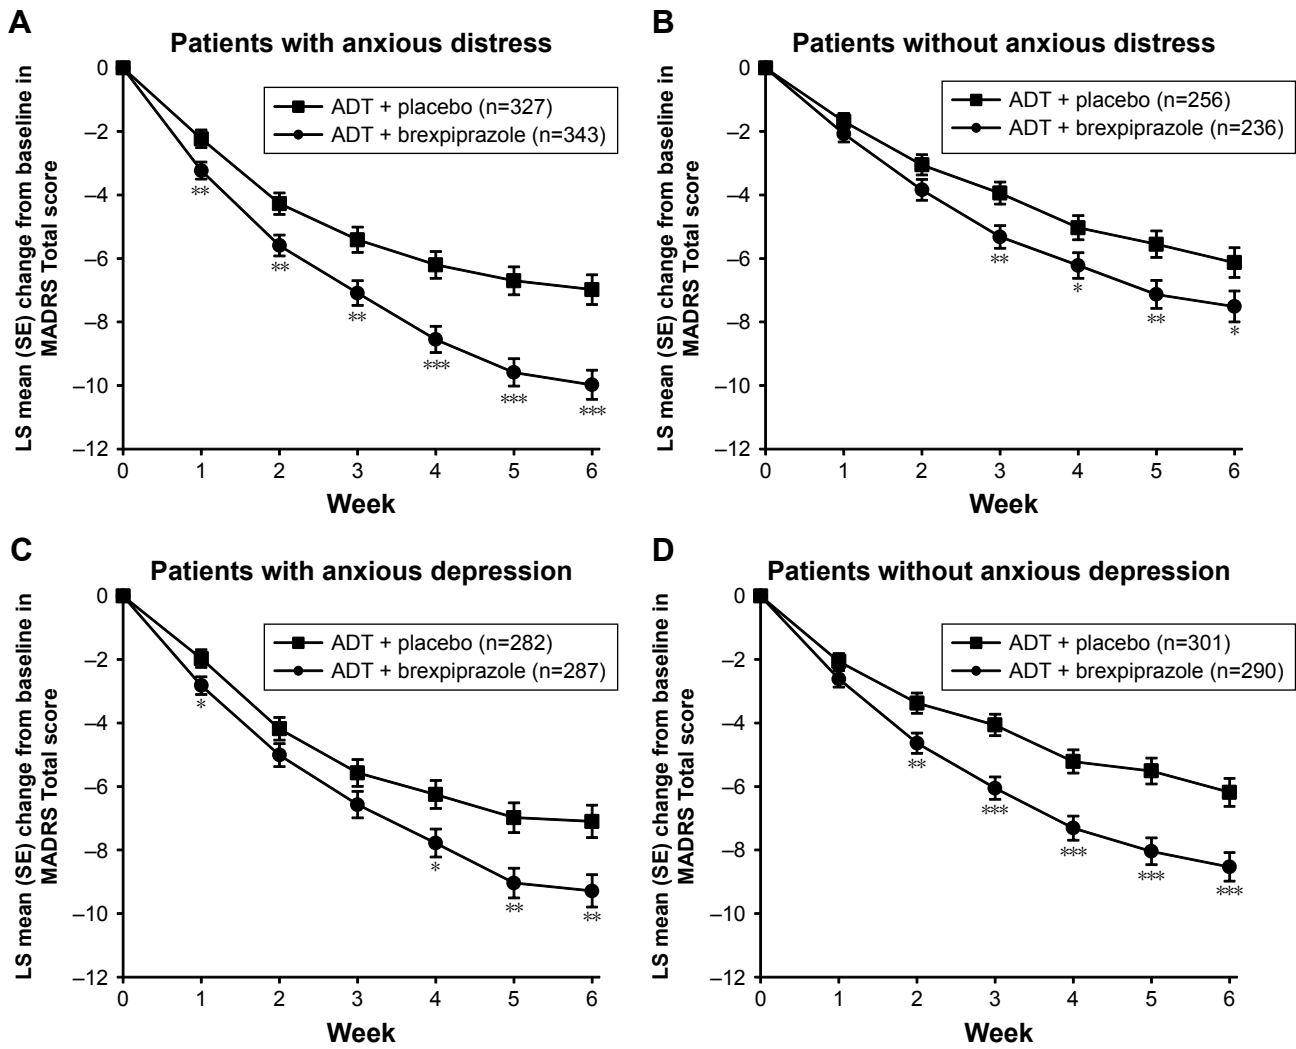 A
Patients with anxious distress
LS mean (SE) change from baseline in
MADRS Total score
0
–2
–4
–6
–8
–10
–12
ADT + placebo (n=327)
ADT + brexpiprazole (n=343)
**
**
**
***
***
***
0 1 2 3 4 5 6
Week
B
Patients without anxious distress
LS mean (SE) change from baseline in
MADRS Total score
0
–2
–4
–6
–8
–10
–12
ADT + placebo (n=256)
ADT + brexpiprazole (n=236)
**
*
**
*
0 1 2 3 4 5 6
Week
C
Patients with anxious depression
LS mean (SE) change from baseline in
MADRS Total score
0
–2
–4
–6
–8
–10
–12
ADT + placebo (n=282)
ADT + brexpiprazole (n=287)
*
*
**
**
0 1 2 3 4 5 6
Week
D
Patients without anxious depression
LS mean (SE) change from baseline in
MADRS Total score
0
–2
–4
–6
–8
–10
–12
ADT + placebo (n=301)
ADT + brexpiprazole (n=290)
**
***
***
***
***
0 1 2 3 4 5 6
Week